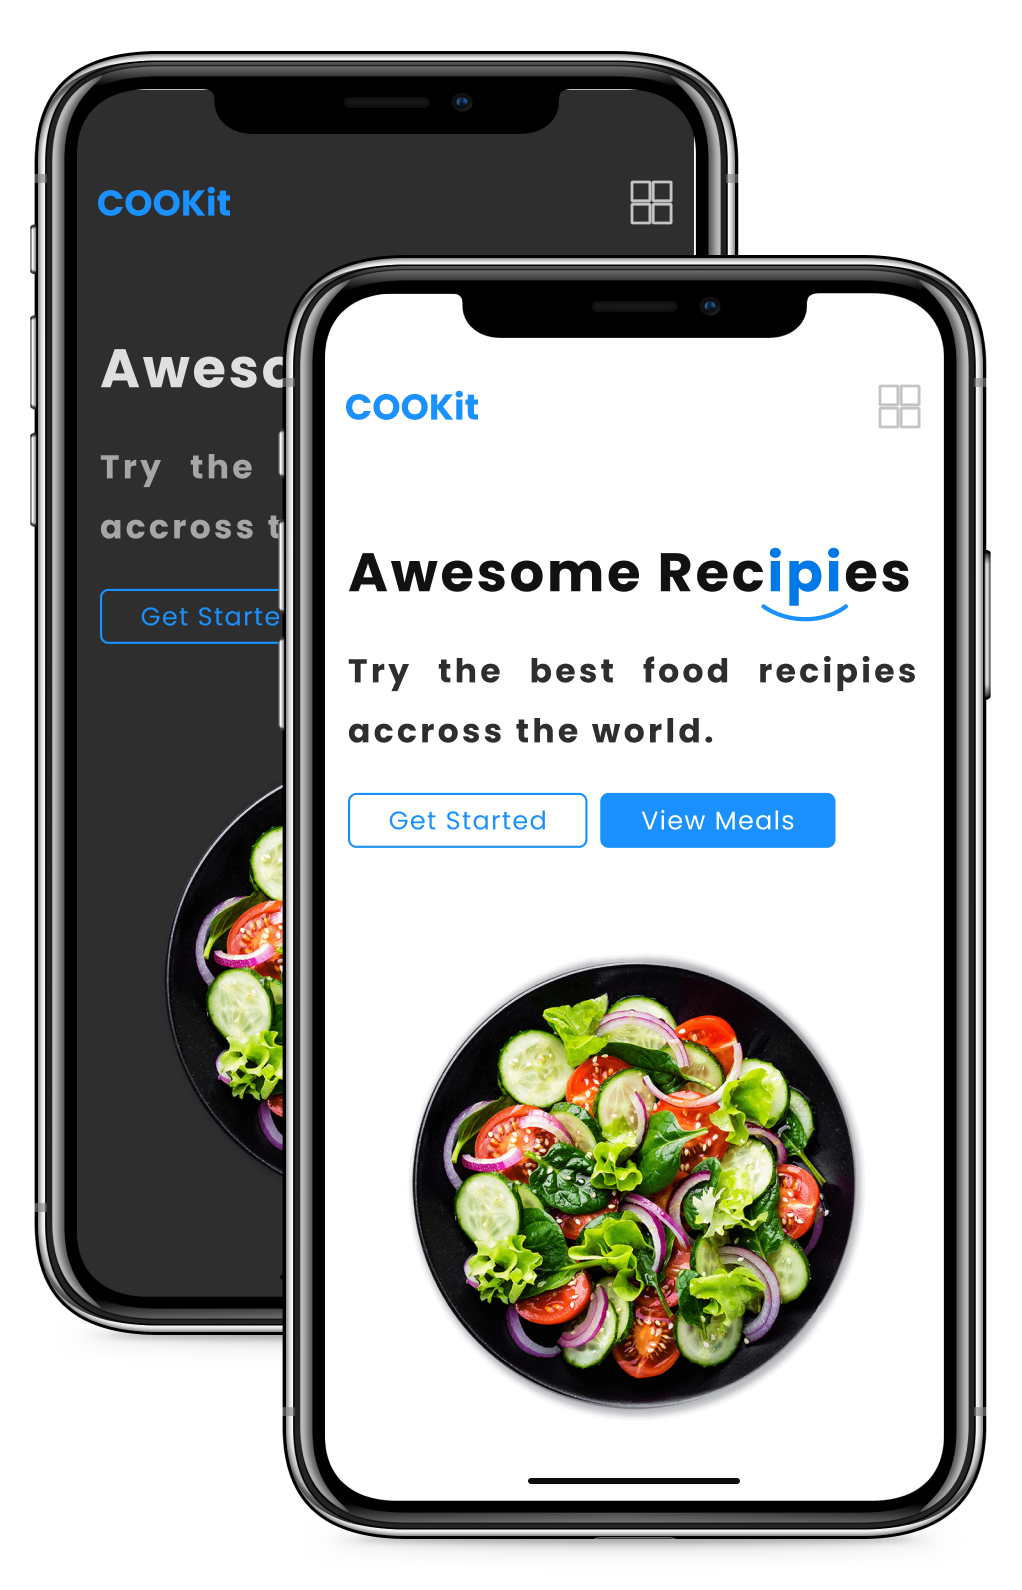 COOKit
Aweso
Try the
accross t
Get Starte
COOKit
Awesome Recipies
Try the best food recipies
accross the world.
Get Started
View Meals